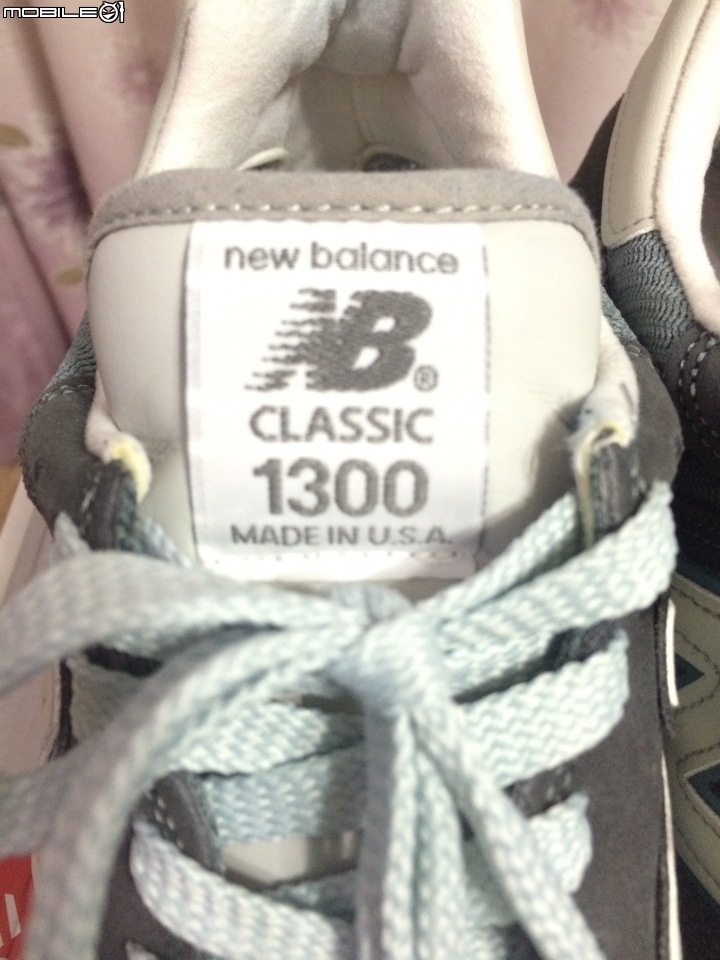 MOBILE01
new balance
NB®
CLASSIC
1300
MADE IN U.S.A.